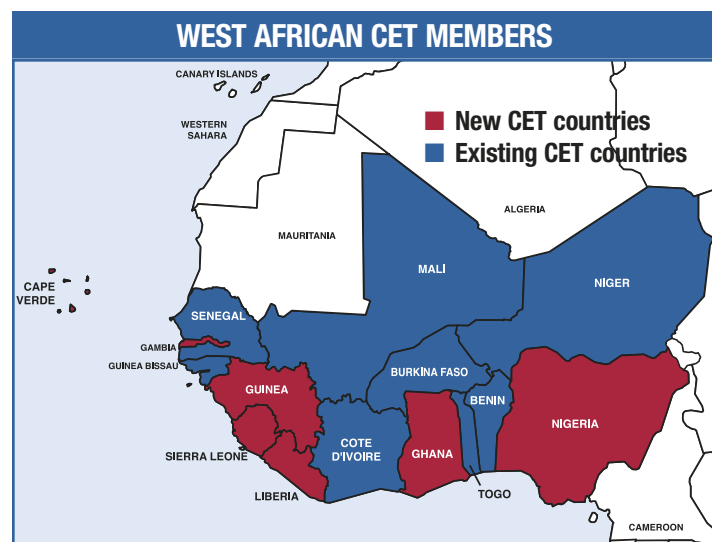 WEST AFRICAN CET MEMBERS
CANARY ISLANDS
New CET countries
Existing CET countries
WESTERN
SAHARA
ALGERIA
MAURITANIA
MALI
NIGER
CAPE
VERDE
SENEGAL
GAMBIA
GUINEA BISSAU
BURKINA FASO
GUINEA
BENIN
NIGERIA
COTE
D'IVOIRE
GHANA
SIERRA LEONE
LIBERIA
TOGO
CAMEROON